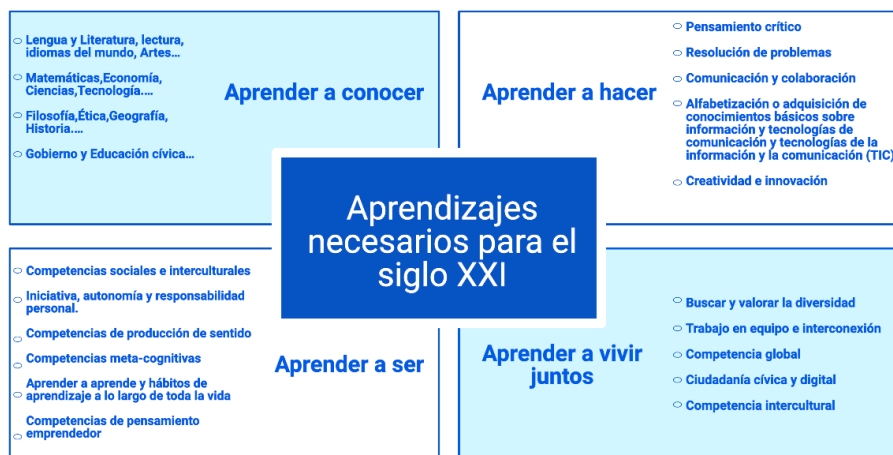 Lengua y Literatura, lectura,
idiomas del mundo, Artes...
Matemáticas,Economía,
Ciencias,Tecnología....
Filosofía,Ética,Geografía,
Historia....
Gobierno y Educación cívica...
Aprender a conocer
Aprender a hacer
Pensamiento crítico
Resolución de problemas
Comunicación y colaboración
Alfabetización o adquisición de
conocimientos básicos sobre
información y tecnologías de
comunicación y tecnologías de la
información y la comunicación (TIC)
Creatividad e innovación
Aprendizajes
necesarios para el
siglo XXI
Competencias sociales e interculturales
Iniciativa, autonomía y responsabilidad
personal.
Competencias de producción de sentido
Competencias meta-cognitivas
Aprender a aprende y hábitos de
aprendizaje a lo largo de toda la vida
Competencias de pensamiento
emprendedor
Aprender a ser
Aprender a vivir
juntos
Buscar y valorar la diversidad
Trabajo en equipo e interconexión
Competencia global
Ciudadanía cívica y digital
Competencia intercultural